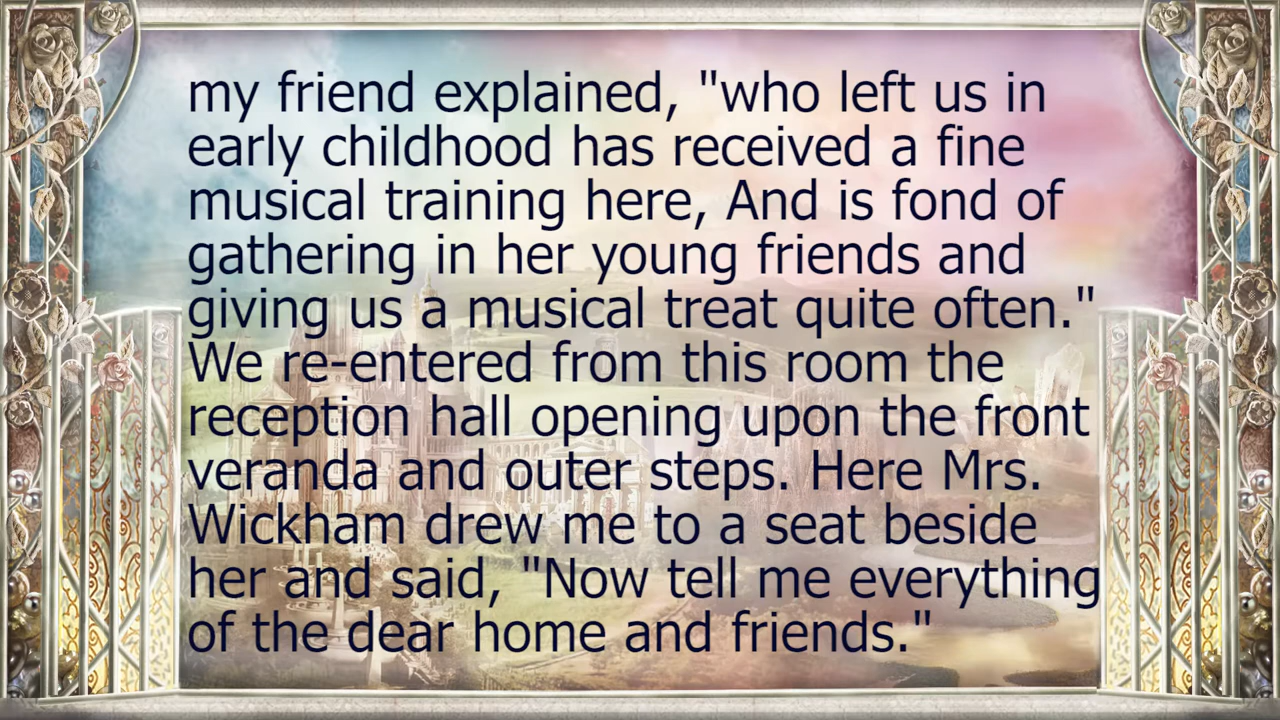 my friend explained, "who left us in
early childhood has received a fine
musical training here, And is fond of
gathering in her young friends and
giving us a musical treat quite often."
We re-entered from this room the
reception hall opening upon the front
veranda and outer steps. Here Mrs.
Wickham drew me to a seat beside
her and said, "Now tell me everything
of the dear home and friends."